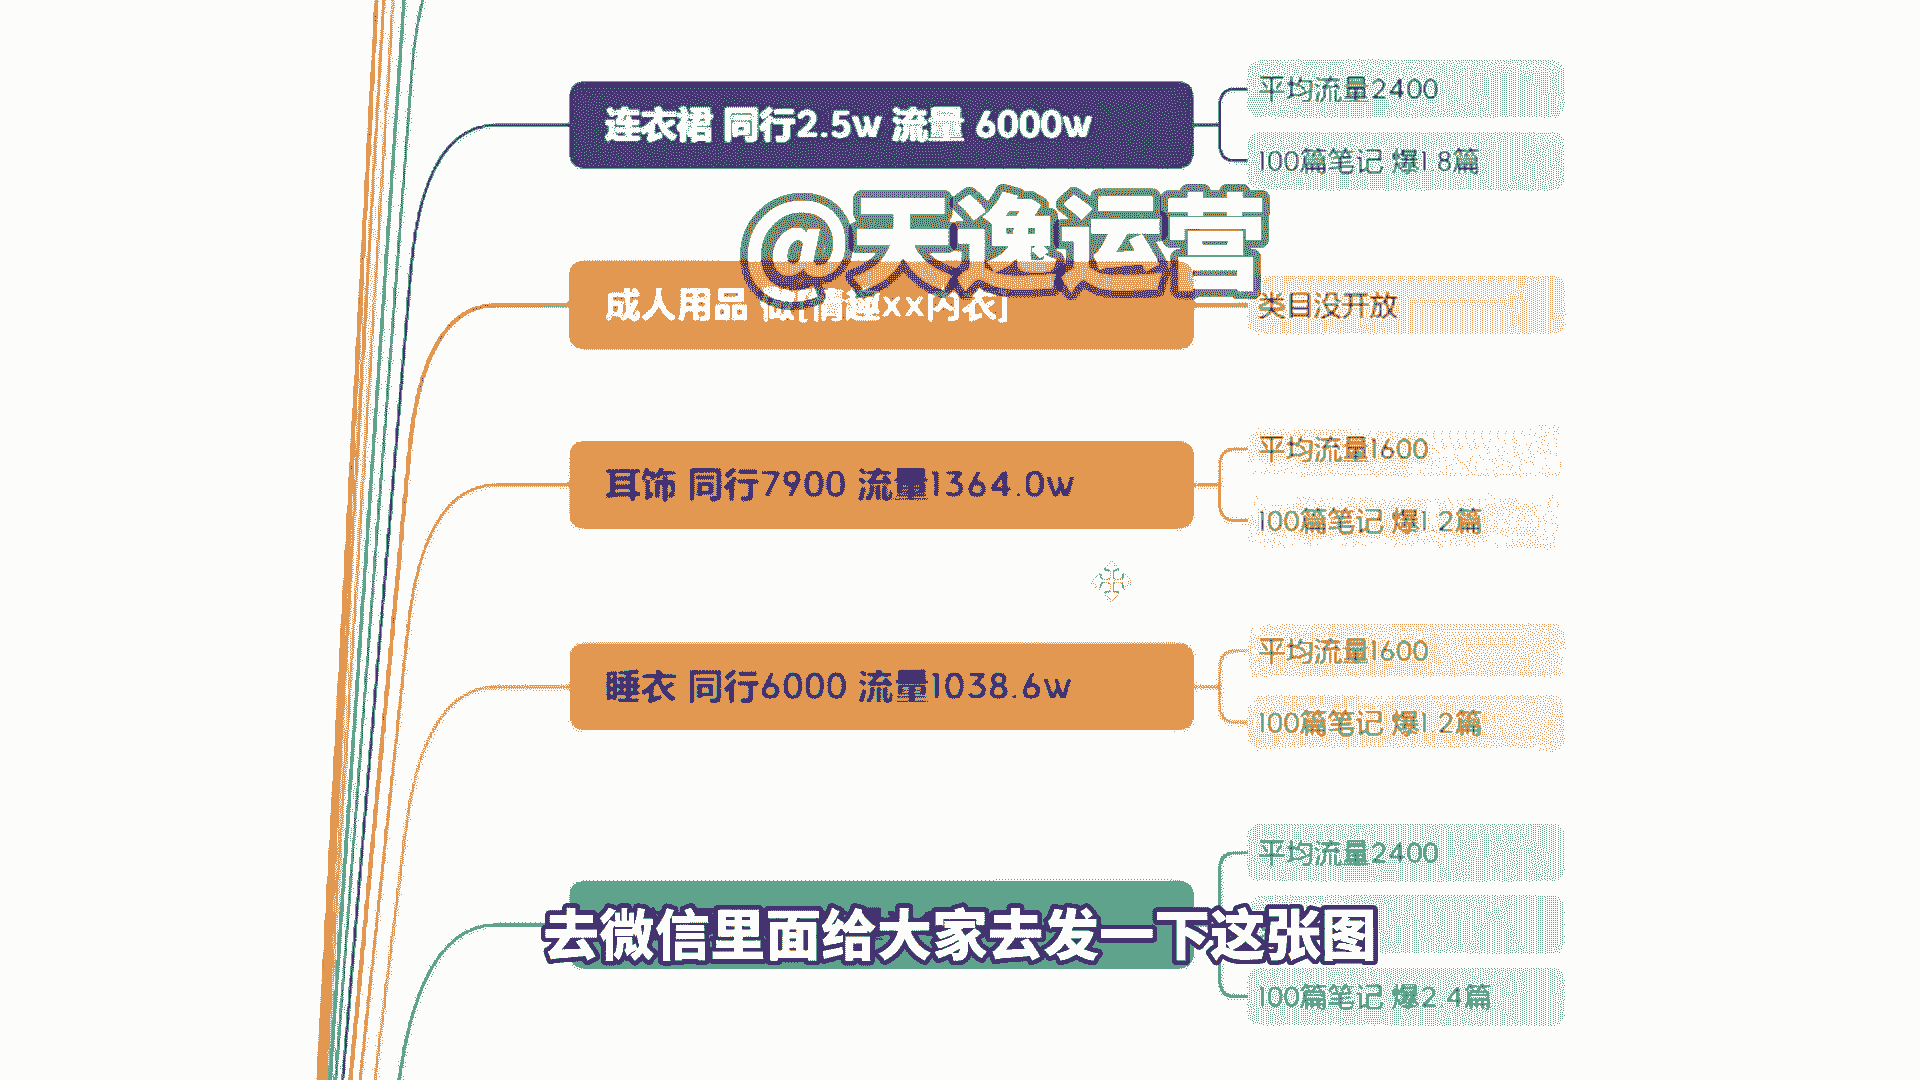 连衣裙 同行2.5w 流量 6000w
平均流量2400
100篇笔记 爆1 8篇
@天逸运营
成人用品 做[情趣xx内衣]
类目没开放
耳饰 同行7900 流量1364.0w
平均流量1600
100篇笔记 爆1 2篇
睡衣 同行6000 流量1038.6w
平均流量1600
100篇笔记 爆1 2篇
平均流量2400
去微信里面给大家去发一下这张图
100篇笔记 爆2 4篇